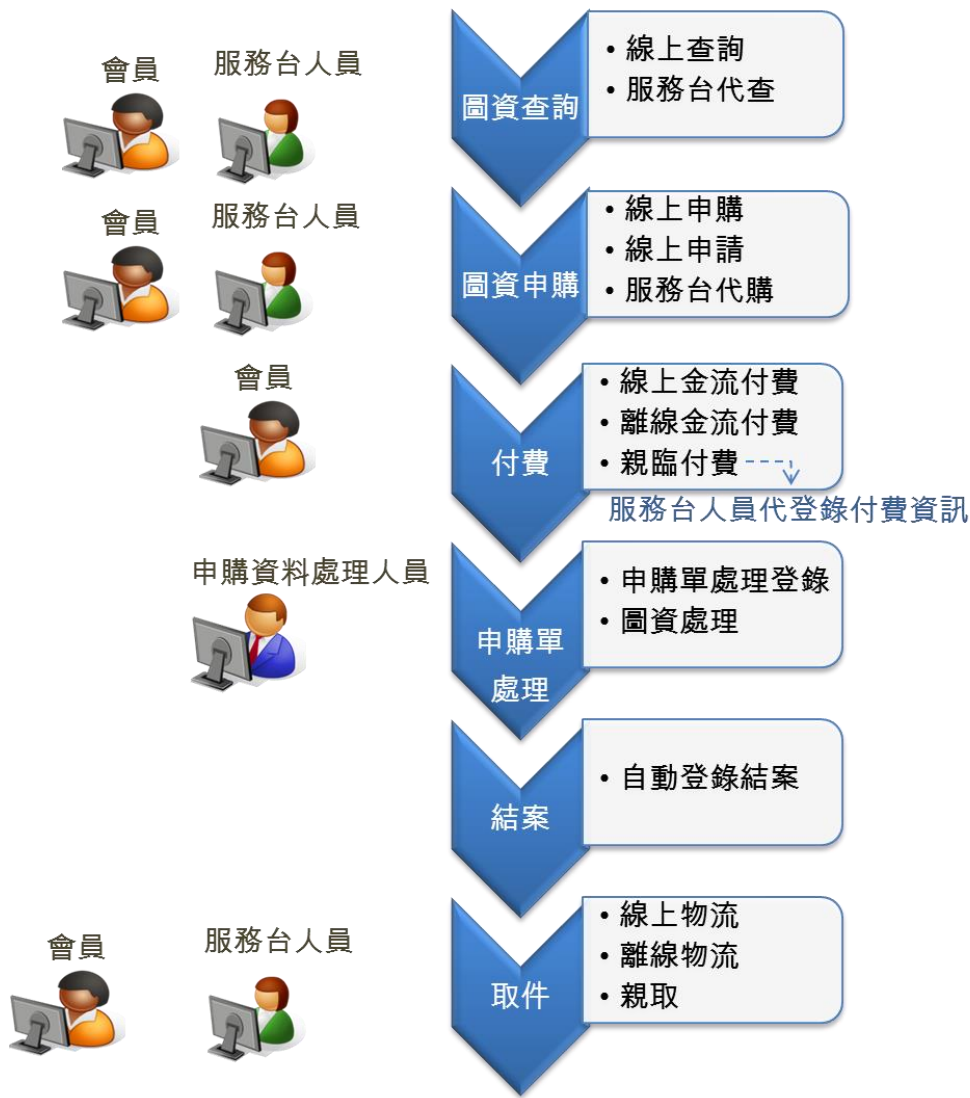 會員
服務台人員
圖資查詢
• 線上查詢
• 服務台代查
會員
服務台人員
圖資申購
• 線上申購
• 線上申請
• 服務台代購
會員
付費
• 線上金流付費
• 離線金流付費
• 親臨付費
服務台人員代登錄付費資訊
申購資料處理人員
申購單
處理
• 申購單處理登錄
• 圖資處理
結案
• 自動登錄結案
會員
服務台人員
取件
• 線上物流
• 離線物流
• 親取